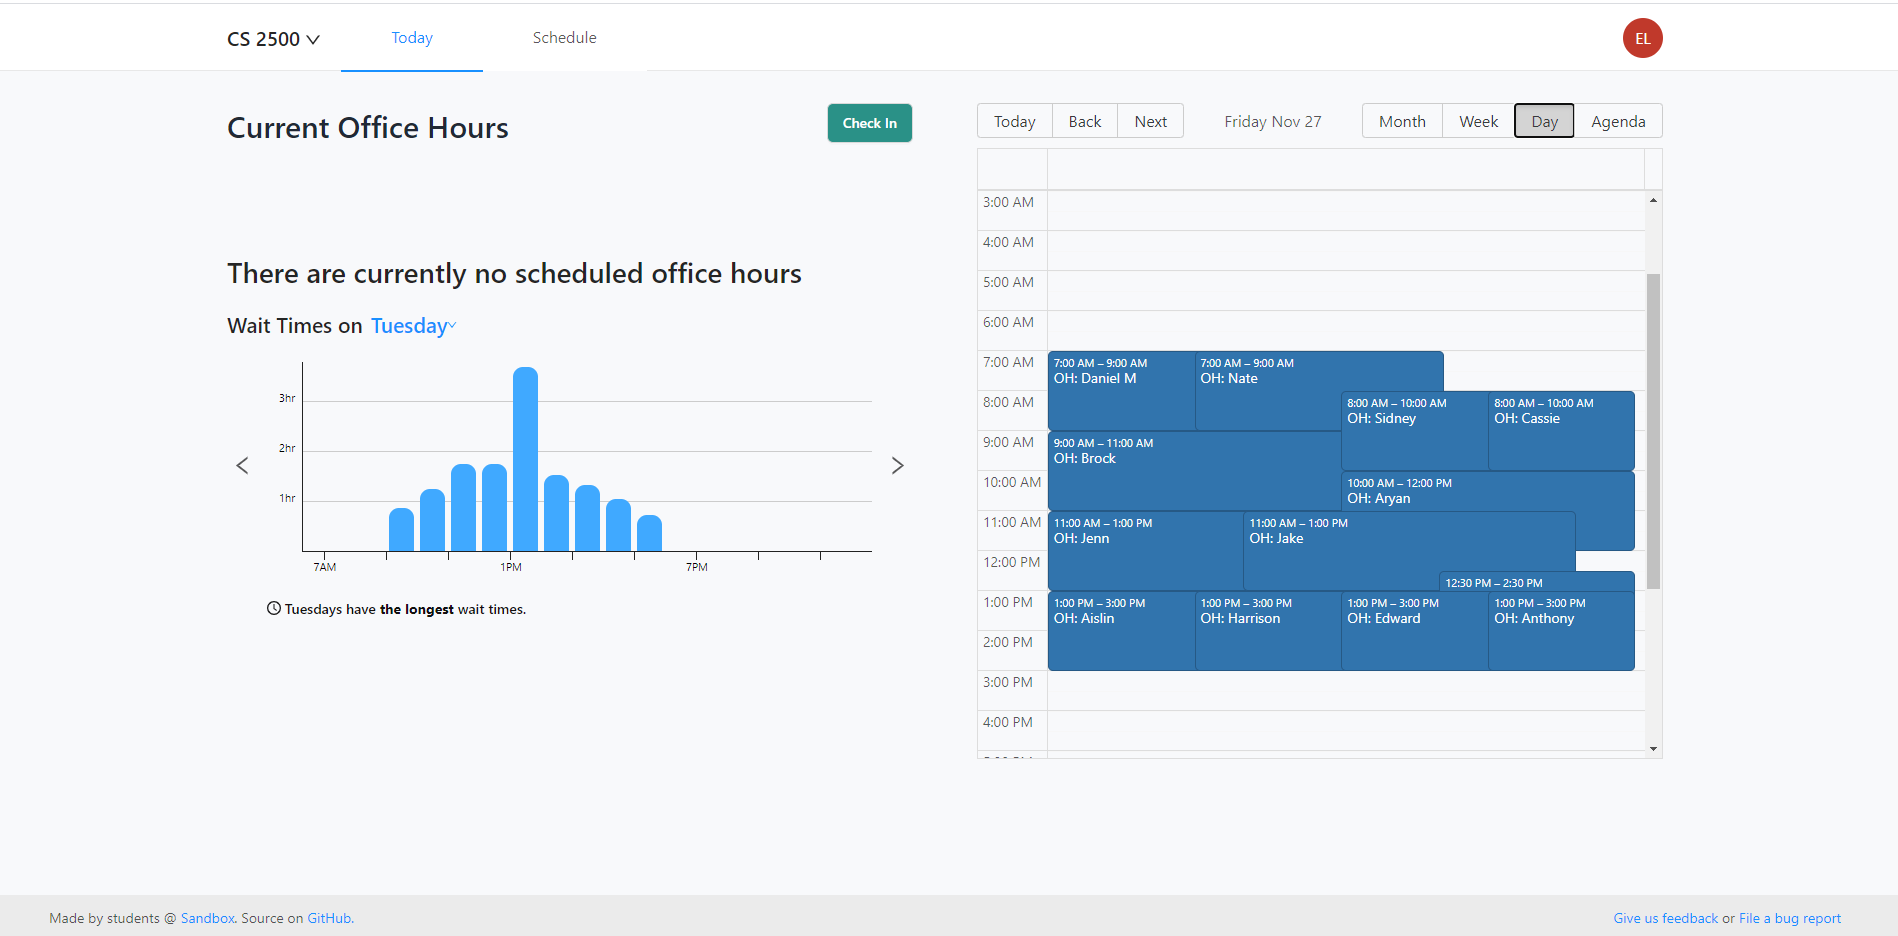 CS 2500
Today
Schedule
EL
Current Office Hours
Check In
There are currently no scheduled office hours
Wait Times on Tuesday
3hr
2hr
1hr
7AM
1PM
7PM
Tuesdays have the longest wait times.
Today
Back
Next
Friday Nov 27
Month
Week
Day
Agenda
3:00 AM
4:00 AM
5:00 AM
6:00 AM
7:00 AM
8:00 AM
9:00 AM
10:00 AM
11:00 AM
12:00 PM
1:00 PM
2:00 PM
3:00 PM
4:00 PM
7:00 AM – 9:00 AM
OH: Daniel M
7:00 AM – 9:00 AM
OH: Nate
8:00 AM – 10:00 AM
OH: Sidney
8:00 AM – 10:00 AM
OH: Cassie
9:00 AM – 11:00 AM
OH: Brock
10:00 AM – 12:00 PM
OH: Aryan
11:00 AM – 1:00 PM
OH: Jenn
11:00 AM – 1:00 PM
OH: Jake
12:30 PM – 2:30 PM
1:00 PM – 3:00 PM
OH: Aislin
1:00 PM – 3:00 PM
OH: Harrison
1:00 PM – 3:00 PM
OH: Edward
1:00 PM – 3:00 PM
OH: Anthony
Made by students @ Sandbox. Source on GitHub.
Give us feedback or File a bug report